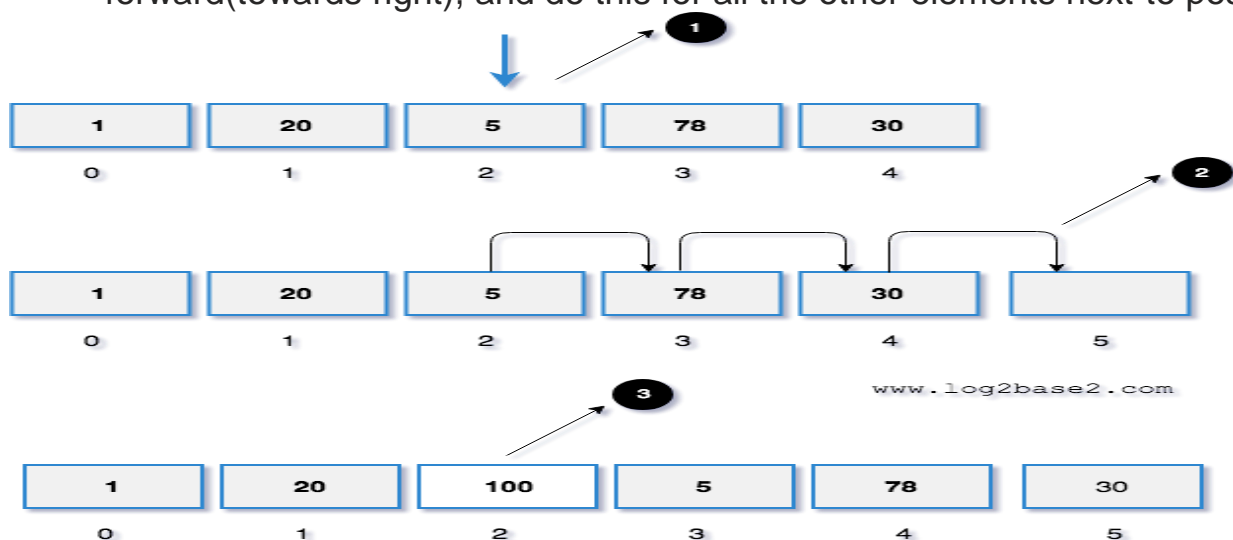 forward(towards right), and do this for all the other elements next to
1
1 20 5 78 30
0 1 2 3 4
2
1 20 5 78 30
0 1 2 3 4 5
www.log2base2.com
3
1 20 100 5 78 30
0 1 2 3 4 5